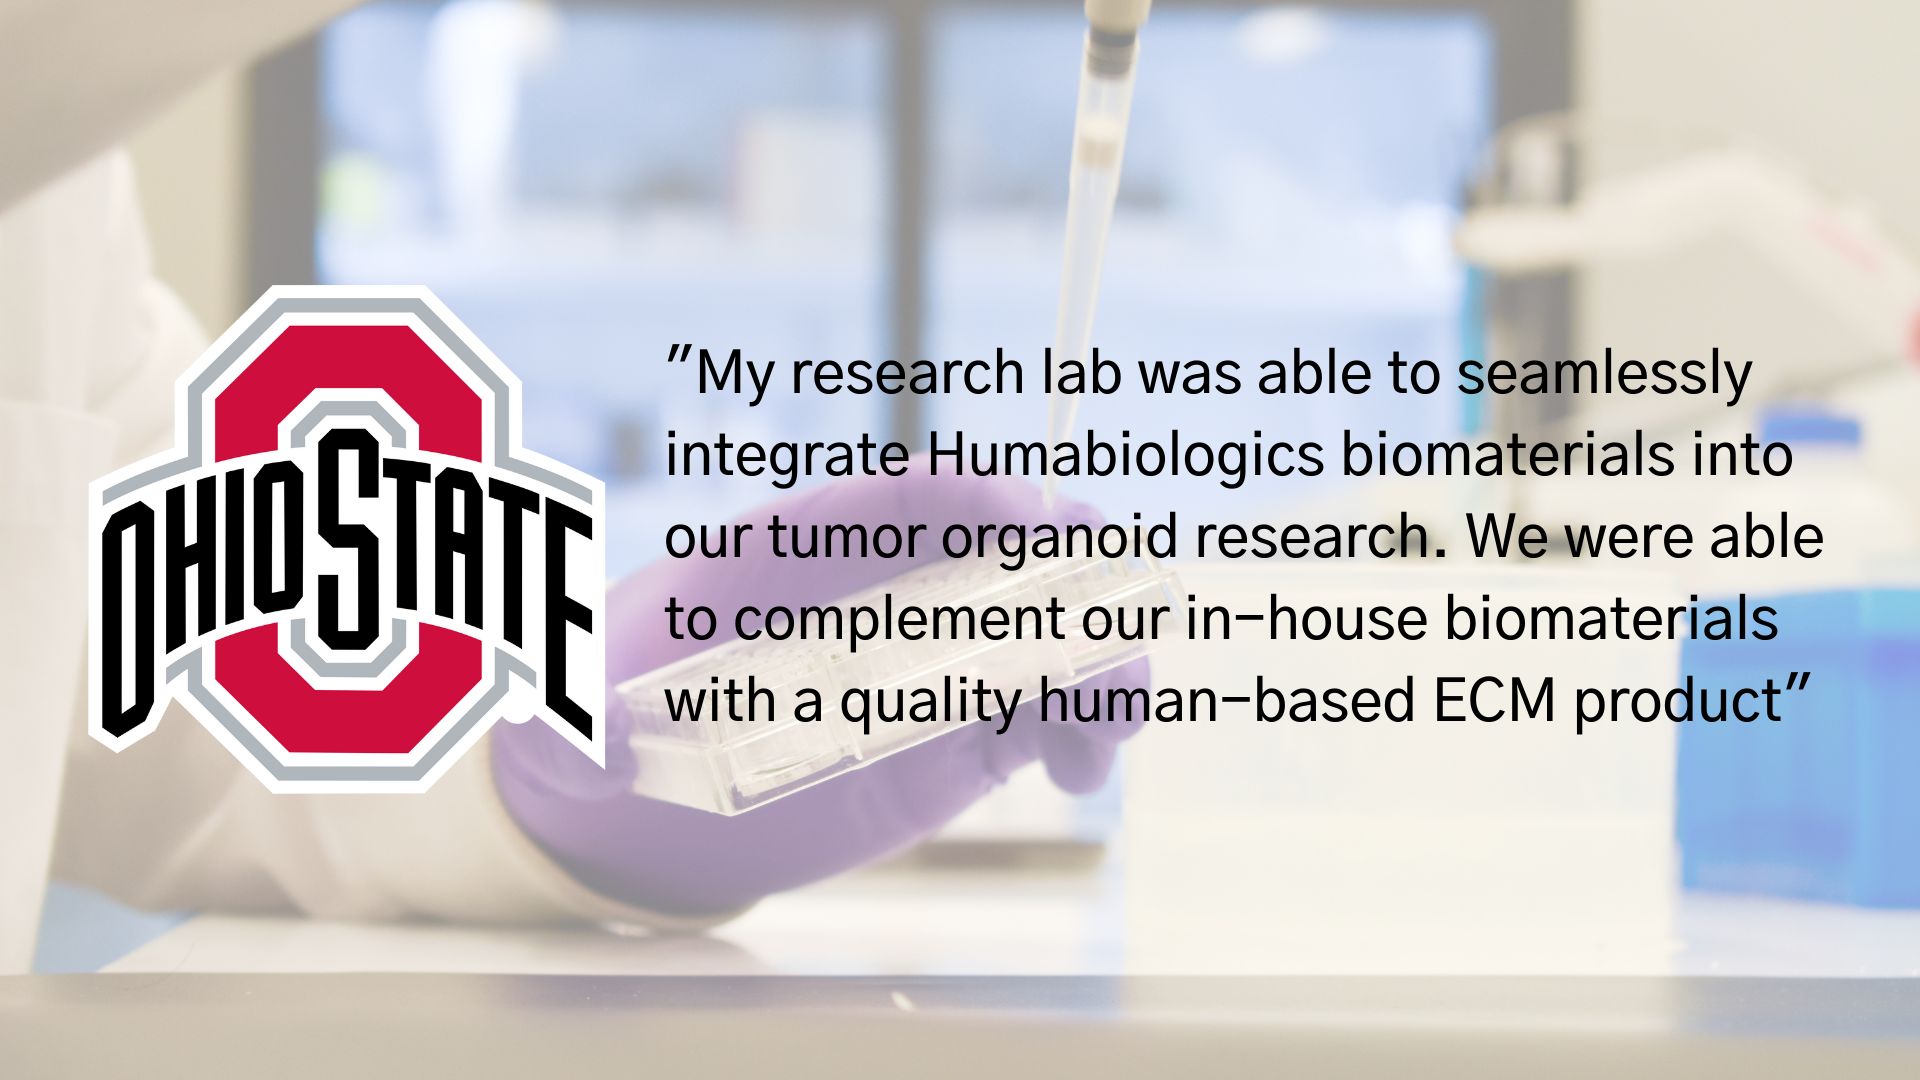 OHIO STATE
"My research lab was able to seamlessly
integrate Humabiologics biomaterials into
our tumor organoid research. We were able
to complement our in-house biomaterials
with a quality human-based ECM product"